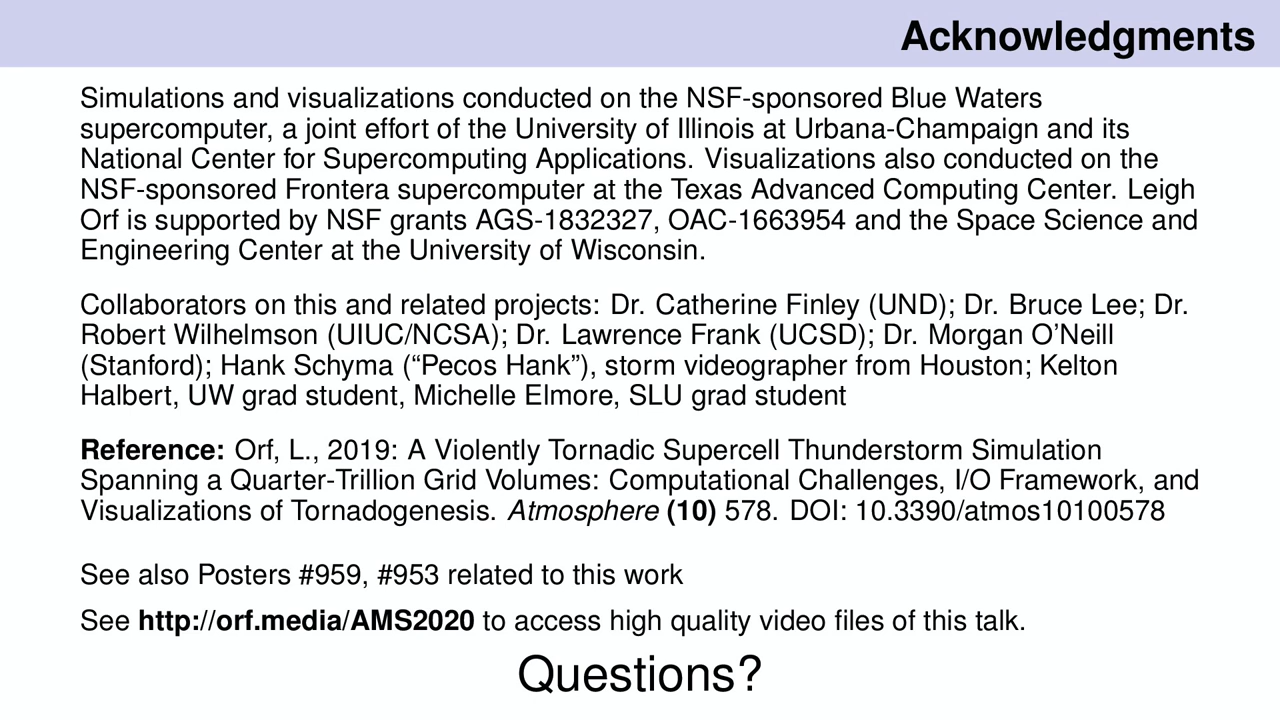 Acknowledgments
Simulations and visualizations conducted on the NSF-sponsored Blue Waters
supercomputer, a joint effort of the University of Illinois at Urbana-Champaign and its
National Center for Supercomputing Applications. Visualizations also conducted on the
NSF-sponsored Frontera supercomputer at the Texas Advanced Computing Center. Leigh
Orf is supported by NSF grants AGS-1832327, OAC-1663954 and the Space Science and
Engineering Center at the University of Wisconsin.
Collaborators on this and related projects: Dr. Catherine Finley (UND); Dr. Bruce Lee; Dr.
Robert Wilhelmson (UIUC/NCSA); Dr. Lawrence Frank (UCSD); Dr. Morgan O’Neill
(Stanford); Hank Schyma (“Pecos Hank”), storm videographer from Houston; Kelton
Halbert, UW grad student, Michelle Elmore, SLU grad student
Reference: Orf, L., 2019: A Violently Tornadic Supercell Thunderstorm Simulation
Spanning a Quarter-Trillion Grid Volumes: Computational Challenges, I/O Framework, and
Visualizations of Tornadogenesis. Atmosphere (10) 578. DOI: 10.3390/atmos10100578
See also Posters #959, #953 related to this work
See http://orf.media/AMS2020 to access high quality video files of this talk.
Questions?